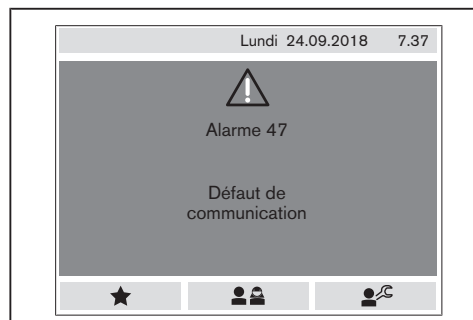 Lundi 24.09.2018 7.37
Alarme 47
Défaut de
communication